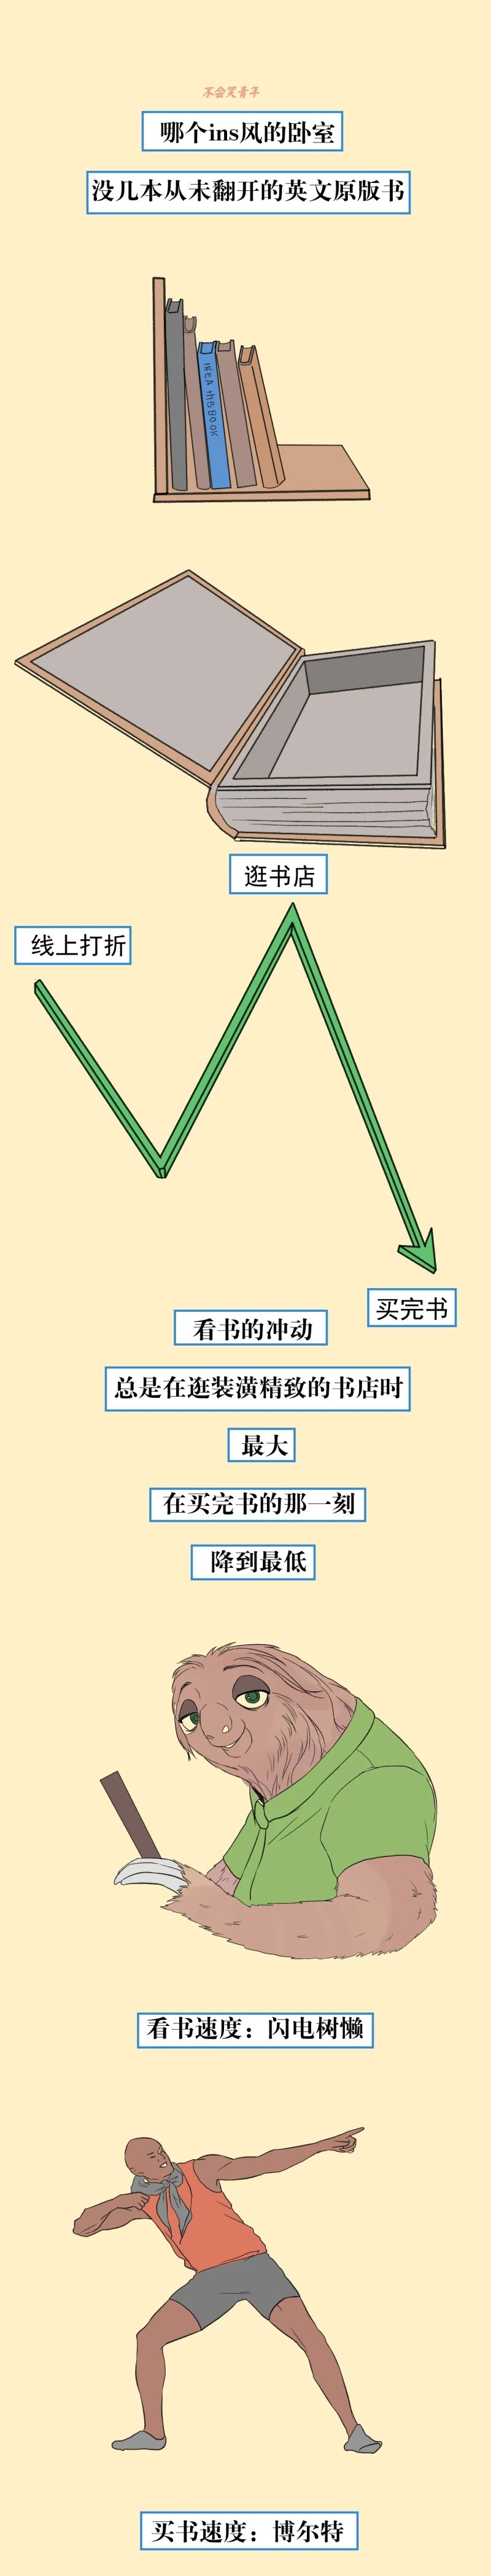 不会笑青年
哪个ins风的卧室
没几本从未翻开的英文原版书
IKEA thB BOOK
逛书店
线上打折
买完书
看书的冲动
总是在逛装潢精致的书店时
最大
在买完书的那一刻
降到最低
看书速度：闪电树懒
买书速度：博尔特